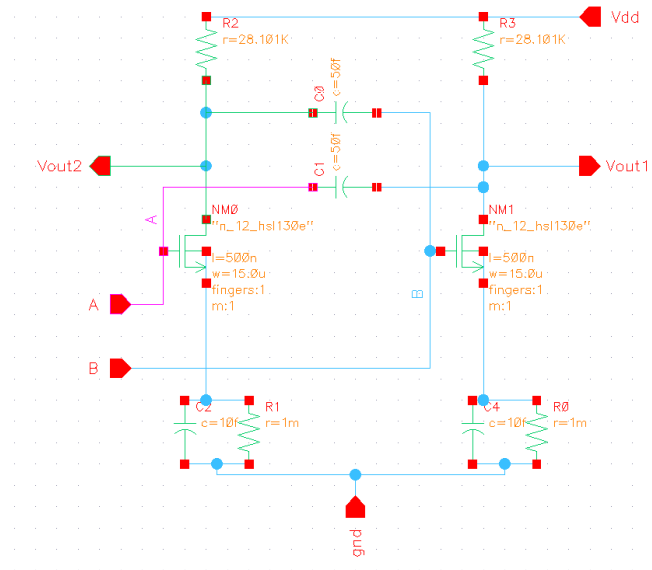 R2
r=28.101K
R3
r=28.101K
Vdd
C0
c=50f
C1
c=50f
Vout2
Vout1
A
NM0
"n_12_hsl130e"
l=500n
w=15.0u
fingers:1
m:1
NM1
"n_12_hsl130e"
l=500n
w=15.0u
fingers:1
m:1
A
B
B
C2
c=10f
R1
r=1m
C4
c=10f
R0
r=1m
gnd